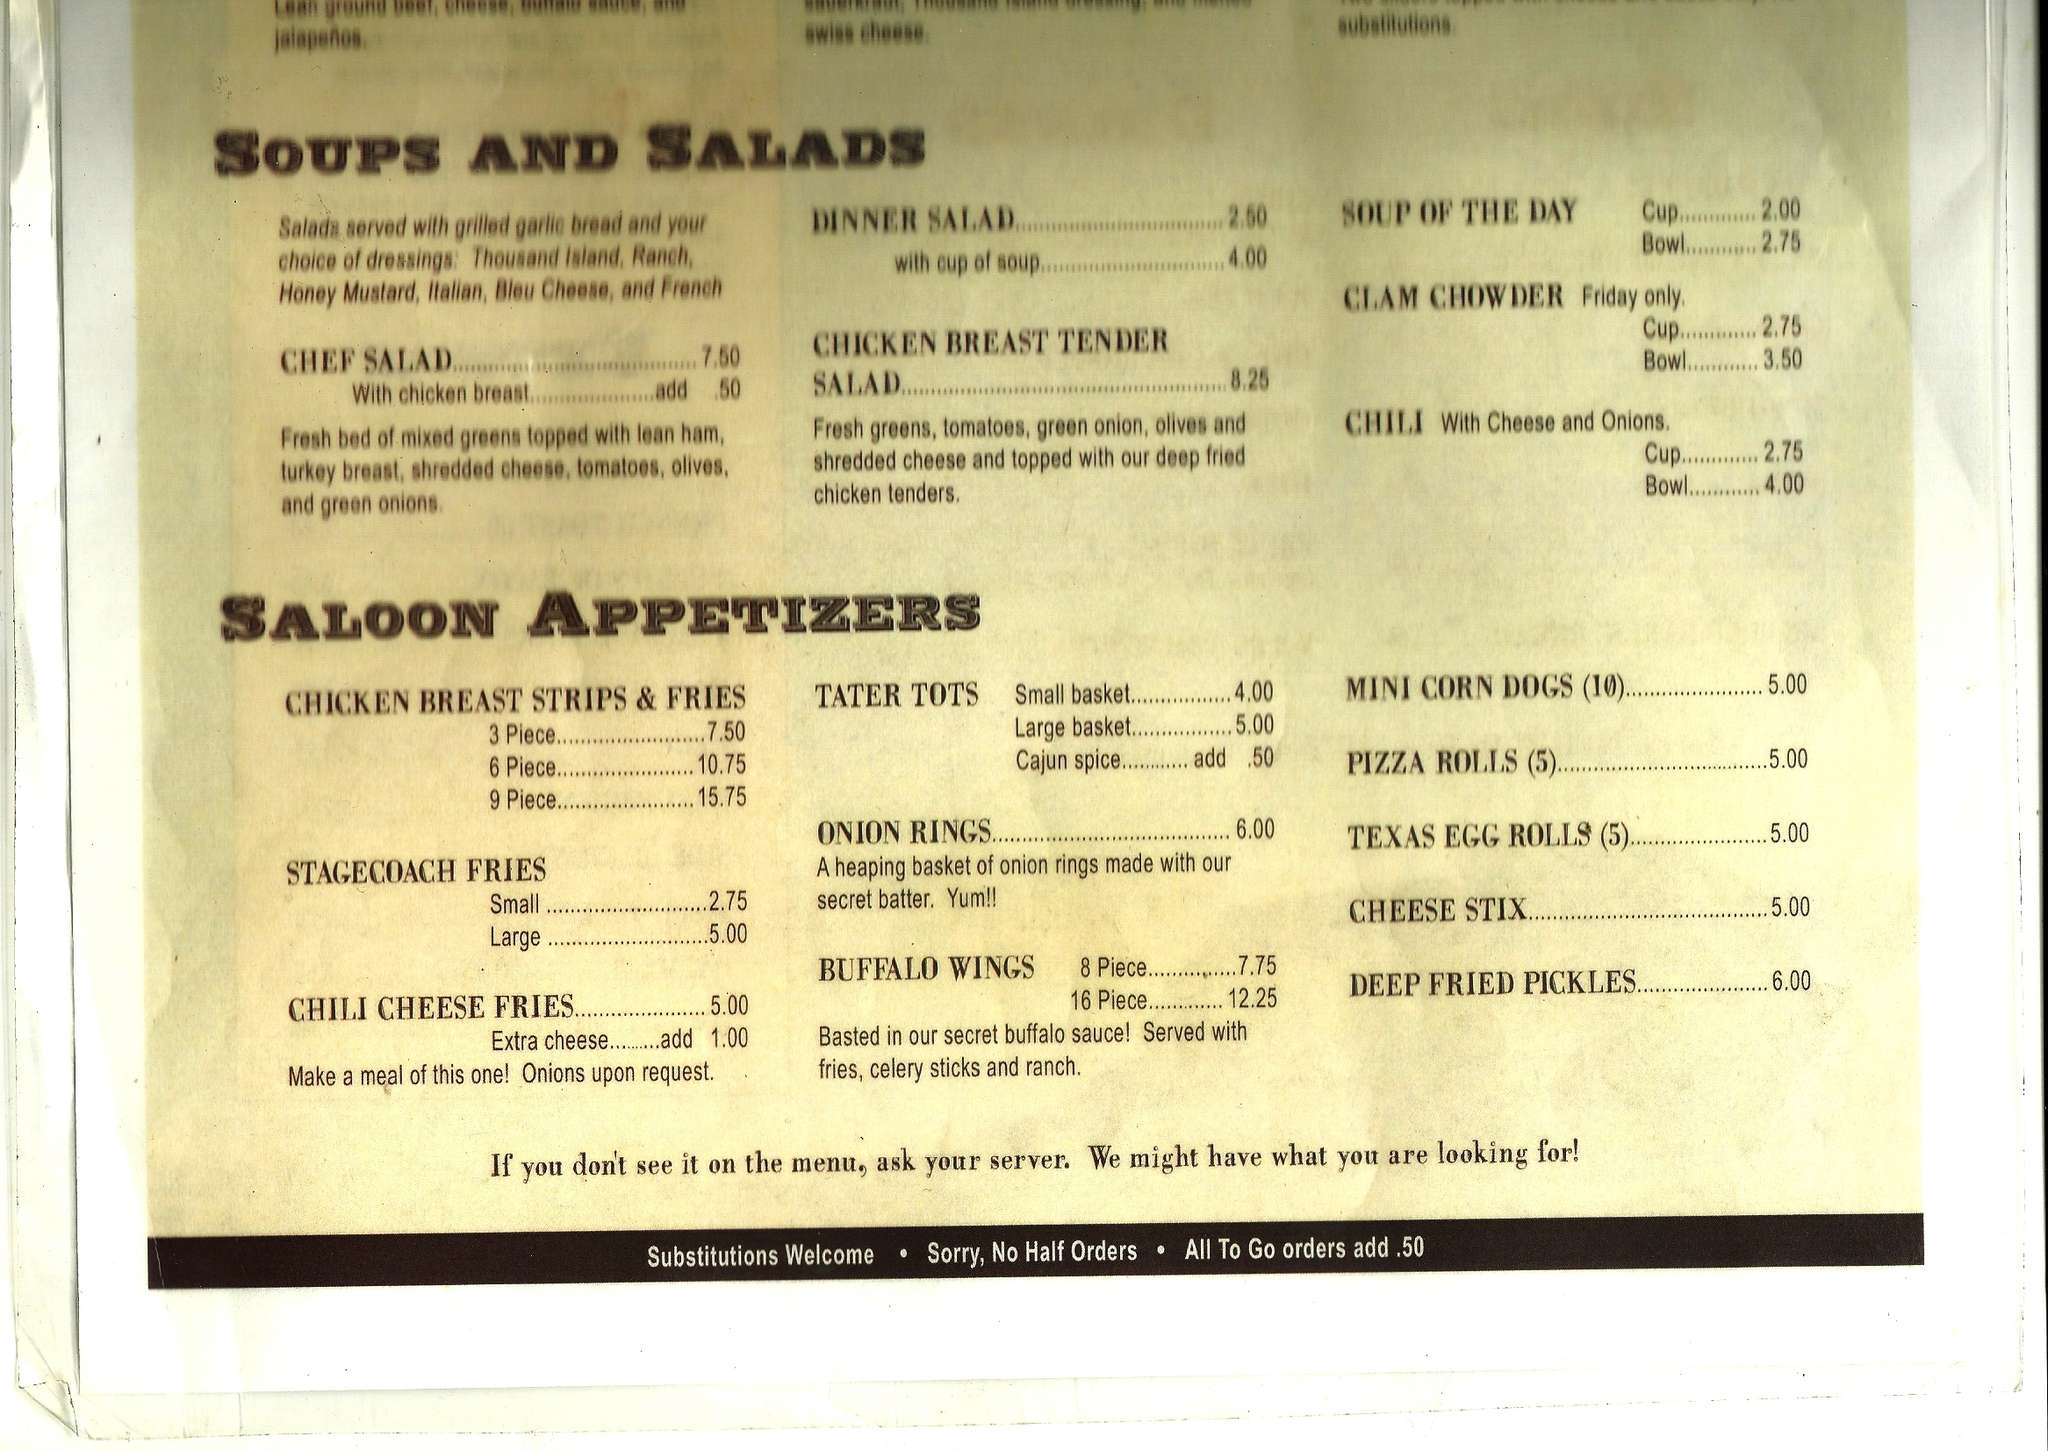 Lean ground beef, cheese, buffalo sauce, and
jalapeños.
sauerkraut, Thousand Island dressing, and melted
swiss cheese.
substitutions.
SOUPS AND SALADS
Salads served with grilled garlic bread and your
choice of dressings: Thousand Island, Ranch,
Honey Mustard, Italian, Bleu Cheese, and French
CHEF SALAD.......................................7.50
With chicken breast.....................add .50
Fresh bed of mixed greens topped with lean ham,
turkey breast, shredded cheese, tomatoes, olives,
and green onions.
DINNER SALAD.................................2.50
with cup of soup.............................4.00
CHICKEN BREAST TENDER
SALAD....................................................8.25
Fresh greens, tomatoes, green onion, olives and
shredded cheese and topped with our deep fried
chicken tenders.
SOUP OF THE DAY Cup............. 2.00
Bowl............ 2.75
CLAM CHOWDER Friday only.
Cup............. 2.75
Bowl............ 3.50
CHILI With Cheese and Onions.
Cup............. 2.75
Bowl............ 4.00
SALOON APPETIZERS
CHICKEN BREAST STRIPS & FRIES
3 Piece.........................7.50
6 Piece.......................10.75
9 Piece.......................15.75
STAGECOACH FRIES
Small ...........................2.75
Large ...........................5.00
CHILI CHEESE FRIES...................... 5.00
Extra cheese.........add 1.00
Make a meal of this one! Onions upon request.
TATER TOTS Small basket.................4.00
Large basket.................5.00
Cajun spice........... add .50
ONION RINGS........................................ 6.00
A heaping basket of onion rings made with our
secret batter. Yum!!
BUFFALO WINGS 8 Piece...............7.75
16 Piece............ 12.25
Basted in our secret buffalo sauce! Served with
fries, celery sticks and ranch.
MINI CORN DOGS (10)....................... 5.00
PIZZA ROLLS (5)...................................5.00
TEXAS EGG ROLLS (5).......................5.00
CHEESE STIX........................................5.00
DEEP FRIED PICKLES...................... 6.00
If you don't see it on the menu, ask your server. We might have what you are looking for!
Substitutions Welcome • Sorry, No Half Orders • All To Go orders add .50